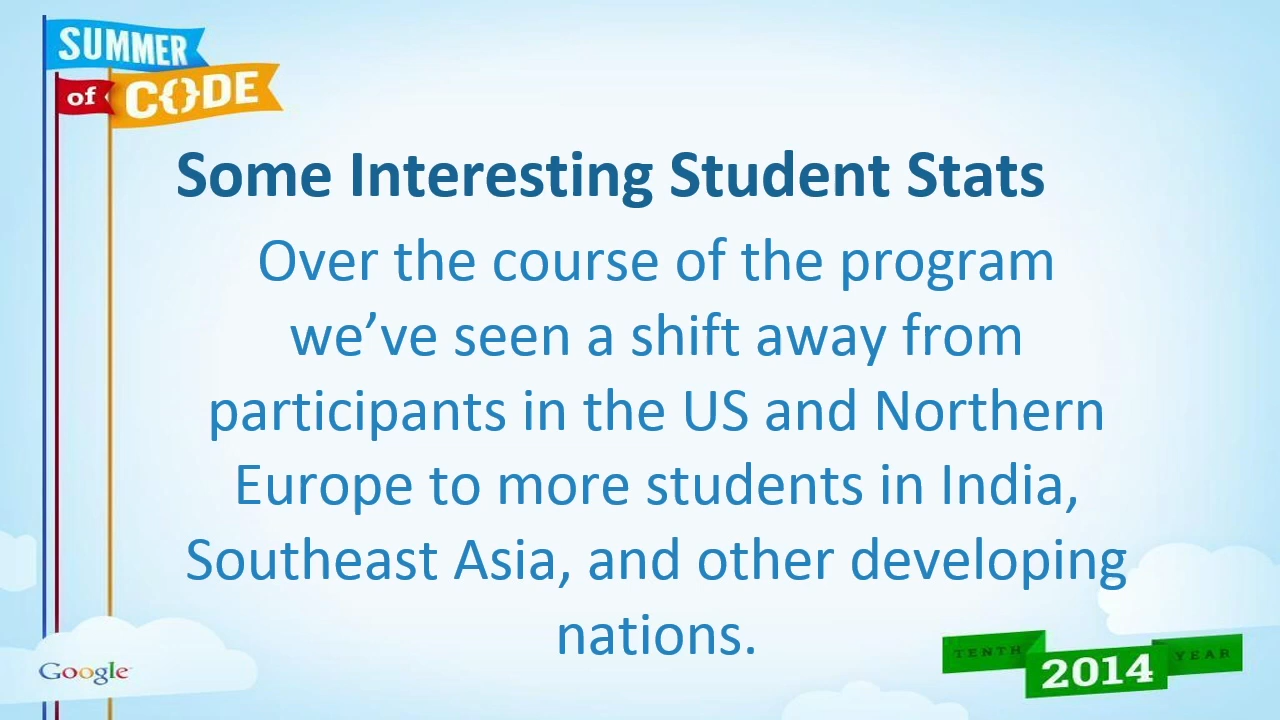 SUMMER
of C{}DE
Some Interesting Student Stats
Over the course of the program
we’ve seen a shift away from
participants in the US and Northern
Europe to more students in India,
Southeast Asia, and other developing
nations.
Google
TENTH 2014 YEAR